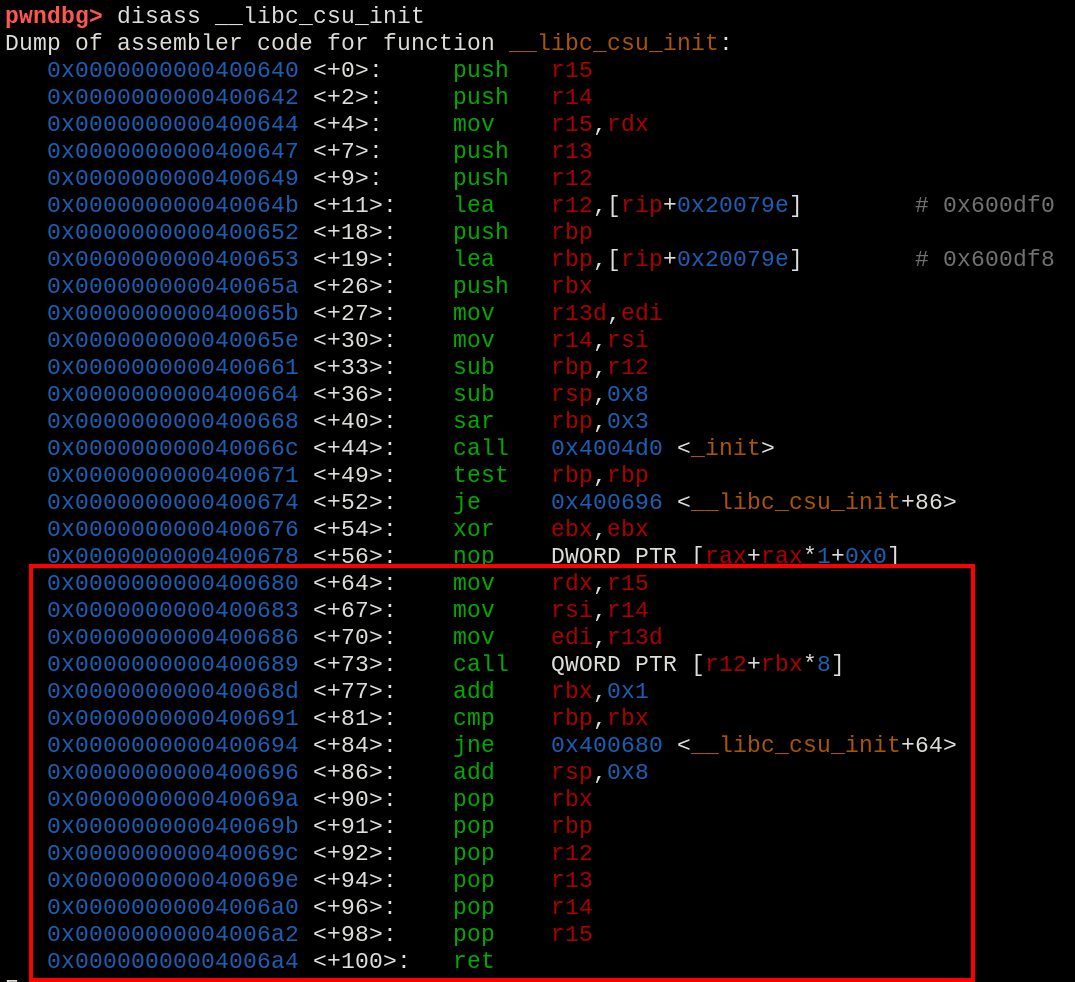 pwndbg> disass __libc_csu_init
Dump of assembler code for function __libc_csu_init:
   0x0000000000400640 <+0>:     push   r15
   0x0000000000400642 <+2>:     push   r14
   0x0000000000400644 <+4>:     mov    r15,rdx
   0x0000000000400647 <+7>:     push   r13
   0x0000000000400649 <+9>:     push   r12
   0x000000000040064b <+11>:    lea    r12,[rip+0x20079e]        # 0x600df0
   0x0000000000400652 <+18>:    push   rbp
   0x0000000000400653 <+19>:    lea    rbp,[rip+0x20079e]        # 0x600df8
   0x000000000040065a <+26>:    push   rbx
   0x000000000040065b <+27>:    mov    r13d,edi
   0x000000000040065e <+30>:    mov    r14,rsi
   0x0000000000400661 <+33>:    sub    rbp,r12
   0x0000000000400664 <+36>:    sub    rsp,0x8
   0x0000000000400668 <+40>:    sar    rbp,0x3
   0x000000000040066c <+44>:    call   0x4004d0 <_init>
   0x0000000000400671 <+49>:    test   rbp,rbp
   0x0000000000400674 <+52>:    je     0x400696 <__libc_csu_init+86>
   0x0000000000400676 <+54>:    xor    ebx,ebx
   0x0000000000400678 <+56>:    nop    DWORD PTR [rax+rax*1+0x0]
   0x0000000000400680 <+64>:    mov    rdx,r15
   0x0000000000400683 <+67>:    mov    rsi,r14
   0x0000000000400686 <+70>:    mov    edi,r13d
   0x0000000000400689 <+73>:    call   QWORD PTR [r12+rbx*8]
   0x000000000040068d <+77>:    add    rbx,0x1
   0x0000000000400691 <+81>:    cmp    rbp,rbx
   0x0000000000400694 <+84>:    jne    0x400680 <__libc_csu_init+64>
   0x0000000000400696 <+86>:    add    rsp,0x8
   0x000000000040069a <+90>:    pop    rbx
   0x000000000040069b <+91>:    pop    rbp
   0x000000000040069c <+92>:    pop    r12
   0x000000000040069e <+94>:    pop    r13
   0x00000000004006a0 <+96>:    pop    r14
   0x00000000004006a2 <+98>:    pop    r15
   0x00000000004006a4 <+100>:   ret